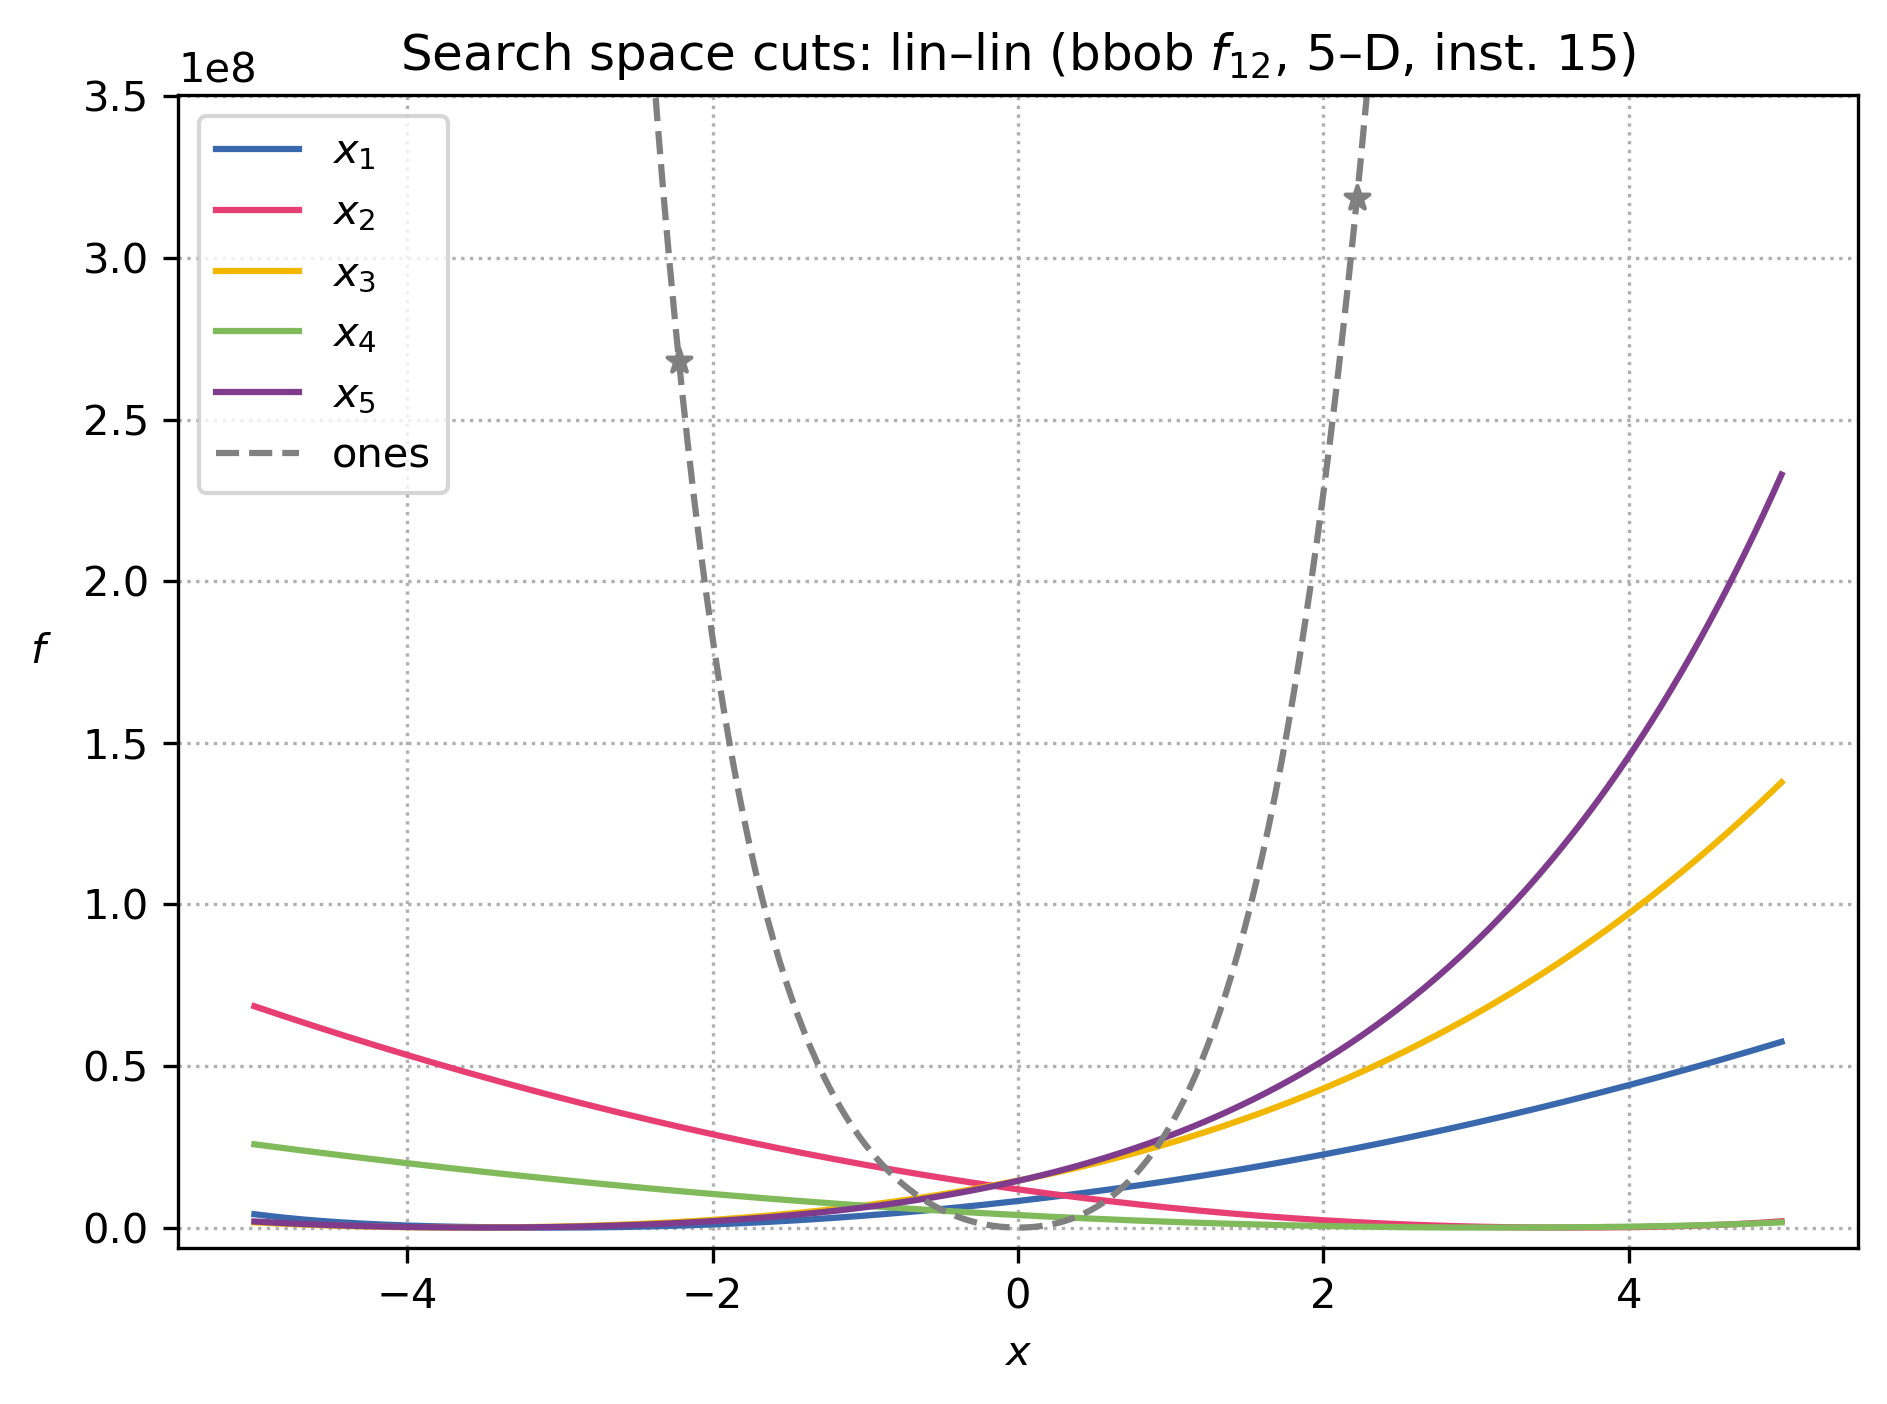 Search space cuts: lin–lin (bbob f₁₂, 5–D, inst. 15)
1e8
3.5
3.0
2.5
2.0
1.5
1.0
0.5
0.0
f
x₁
x₂
x₃
x₄
x₅
ones
−4 −2 0 2 4
x